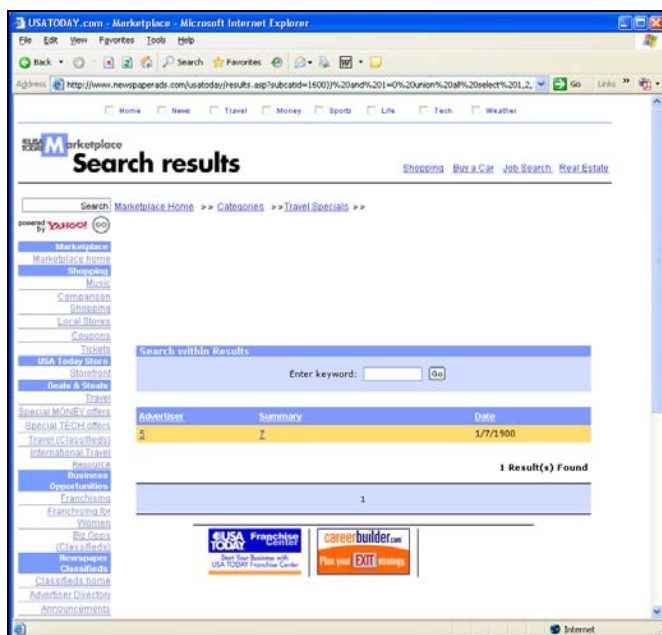 USATODAY.com - Marketplace - Microsoft Internet Explorer
File Edit View Favorites Tools Help
Back Search Favorites
Address http://www.newspaperads.com/usatoday/results.asp?subcatid=1600))%20and%201=0%20union%20all%20select%201,2, Go Links »
Home News Travel Money Sports Life Tech Weather
USA TODAY Marketplace
Search results
Shopping Buy a Car Job Search Real Estate
Search Marketplace Home >> Categories >>Travel Specials >>
powered by YAHOO! GO
Marketplace
Marketplace home
Shopping
Music
Comparison
Shopping
Local Stores
Coupons
Tickets
USA Today Store
Storefront
Deals & Steals
Travel
Special MONEY offers
Special TECH offers
Travel (Classifieds)
International Travel
Resource
Business
Opportunities
Franchising
Franchising for
Women
Biz Opps
(Classifieds)
Newspaper
Classifieds
Classifieds home
Advertiser Directory
Announcements
Search within Results
Enter keyword: Go
Advertiser Summary Date
5 7 1/7/1900
1 Result(s) Found
1
USA TODAY Franchise Center
Start Your Business with
USA TODAY Franchise Center
careerbuilder.com
Plan your EXIT strategy.
Internet